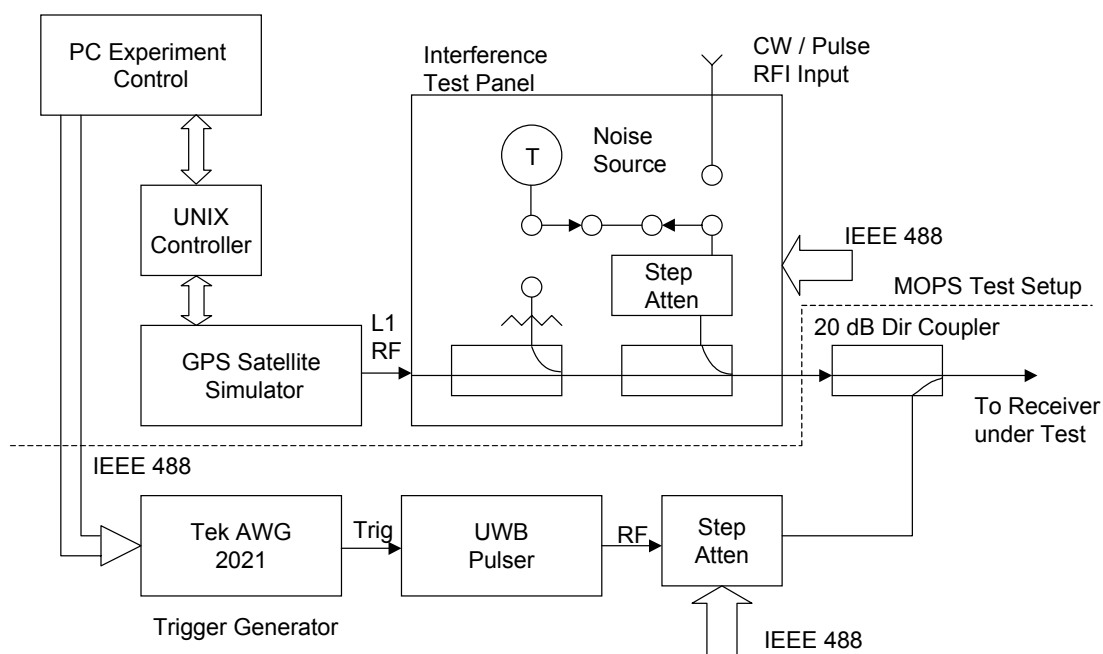 PC Experiment
Control
Interference
Test Panel
CW / Pulse
RFI Input
T
Noise
Source
UNIX
Controller
IEEE 488
Step
Atten
MOPS Test Setup
L1
RF
20 dB Dir Coupler
GPS Satellite
Simulator
To Receiver
under Test
IEEE 488
Tek AWG
2021
Trig
UWB
Pulser
RF
Step
Atten
Trigger Generator
IEEE 488